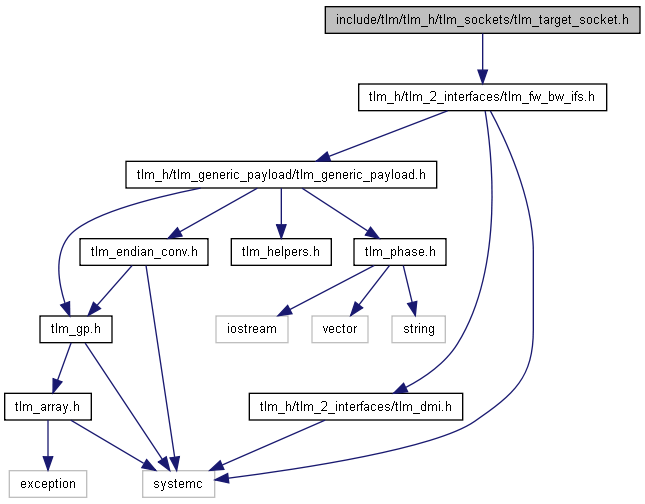 include/tlm/tlm_h/tlm_sockets/tlm_target_socket.h
tlm_h/tlm_2_interfaces/tlm_fw_bw_ifs.h
tlm_h/tlm_generic_payload/tlm_generic_payload.h
tlm_endian_conv.h
tlm_helpers.h
tlm_phase.h
tlm_gp.h
iostream
vector
string
tlm_array.h
tlm_h/tlm_2_interfaces/tlm_dmi.h
exception
systemc